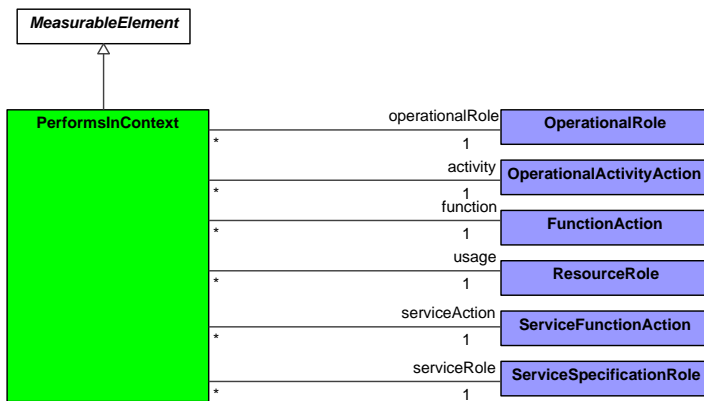 MeasurableElement
PerformsInContext
operationalRole
OperationalRole
*
1
activity
OperationalActivityAction
*
1
function
FunctionAction
*
1
usage
ResourceRole
*
1
serviceAction
ServiceFunctionAction
*
1
serviceRole
ServiceSpecificationRole
*
1